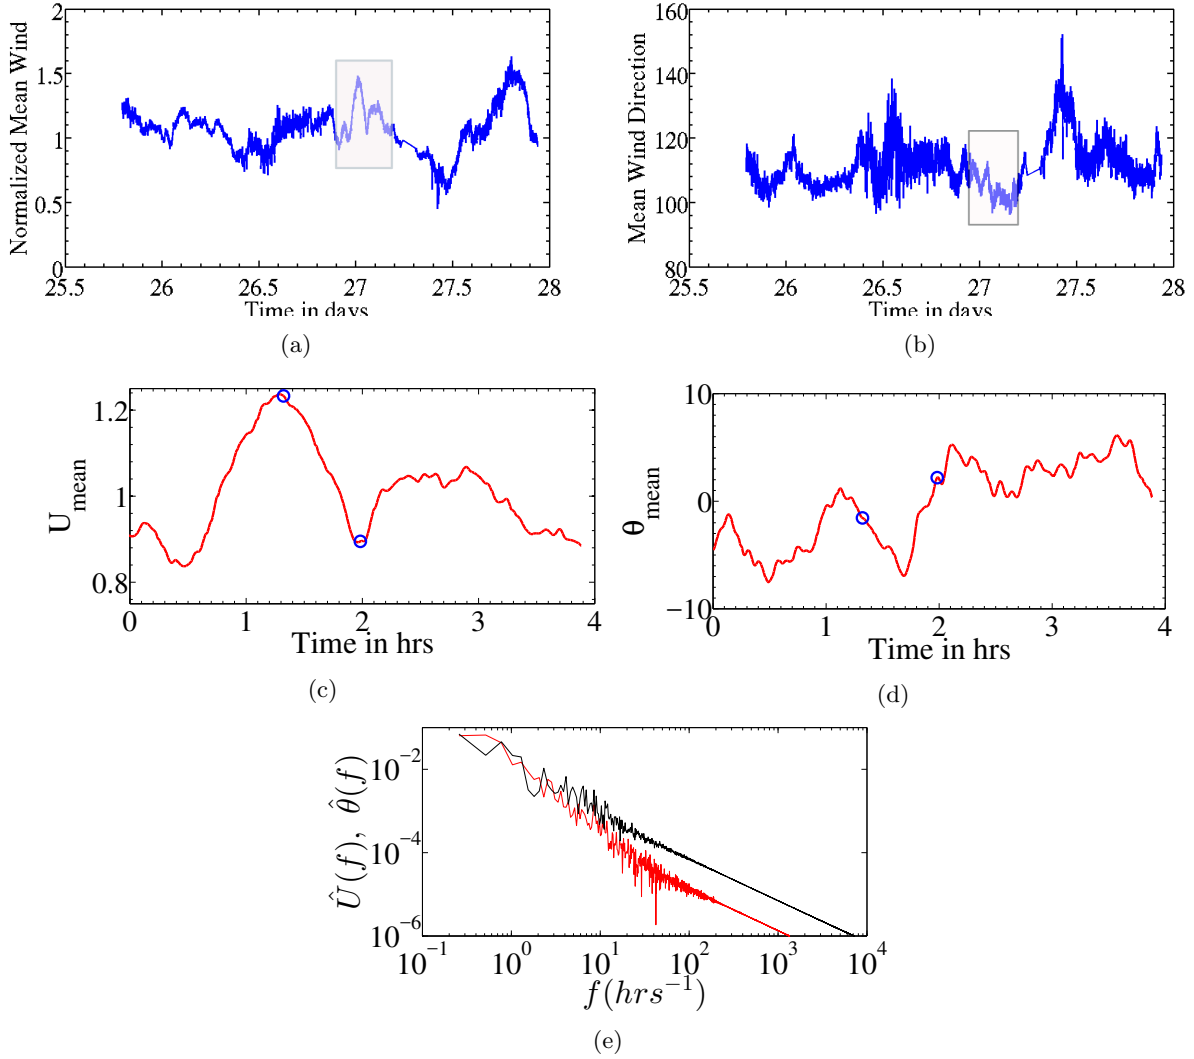 Normalized Mean Wind
2
1.5
1
0.5
0
25.5 26 26.5 27 27.5 28
Time in days
(a)
Mean Wind Direction
160
140
120
100
80
25.5 26 26.5 27 27.5 28
Time in days
(b)
U_mean
1.2
1
0.8
0 1 2 3 4
Time in hrs
(c)
θ_mean
10
0
−10
0 1 2 3 4
Time in hrs
(d)
Û(f), θ̂(f)
10^−2
10^−4
10^−6
10^−1 10^0 10^1 10^2 10^3 10^4
f(hrs^−1)
(e)